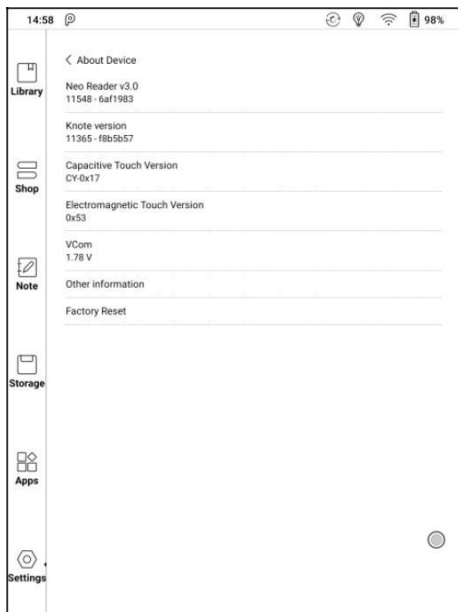 14:58 98%
About Device
Neo Reader v3.0
11548 - 6af1983
Knote version
11365 - f8b5b57
Capacitive Touch Version
CY-0x17
Electromagnetic Touch Version
0x53
VCom
1.78 V
Other information
Factory Reset
Library
Shop
Note
Storage
Apps
Settings